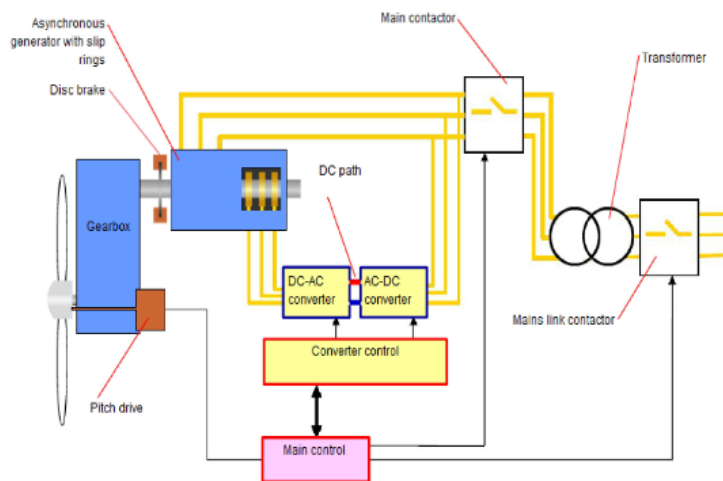 Asynchronous
generator with slip
rings
Disc brake
Main contactor
Transformer
DC path
Gearbox
DC-AC
converter
AC-DC
converter
Mains link contactor
Converter control
Pitch drive
Main control